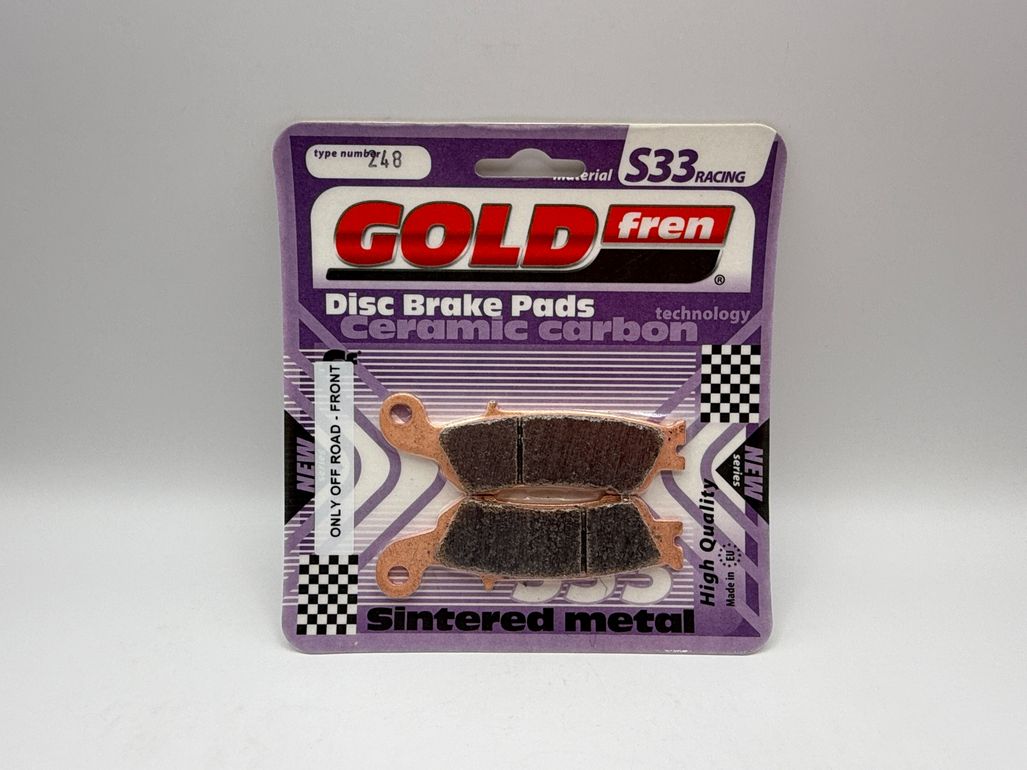 type number
248
material
S33 RACING
GOLD fren
®
Disc Brake Pads
technology
Ceramic carbon
NEW
ONLY OFF ROAD - FRONT
NEW
series
High Quality
Made in EU
S33
Sintered metal